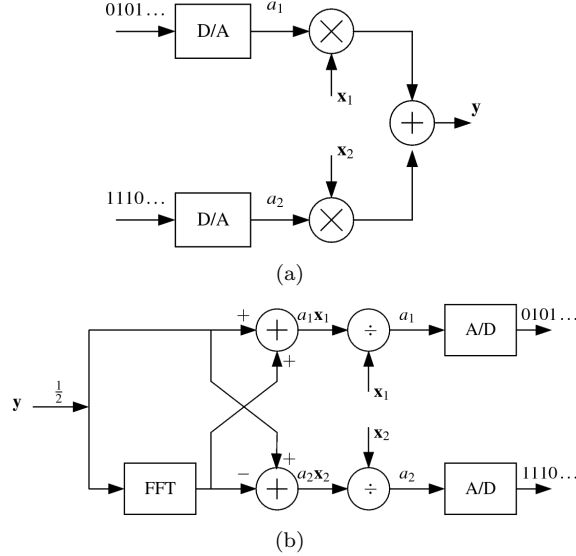 0101...
D/A
a₁
x₁
y
x₂
1110...
D/A
a₂
(a)
y
1/2
+
a₁x₁
÷
a₁
A/D
0101...
+
x₁
x₂
FFT
−
+
a₂x₂
÷
a₂
A/D
1110...
(b)